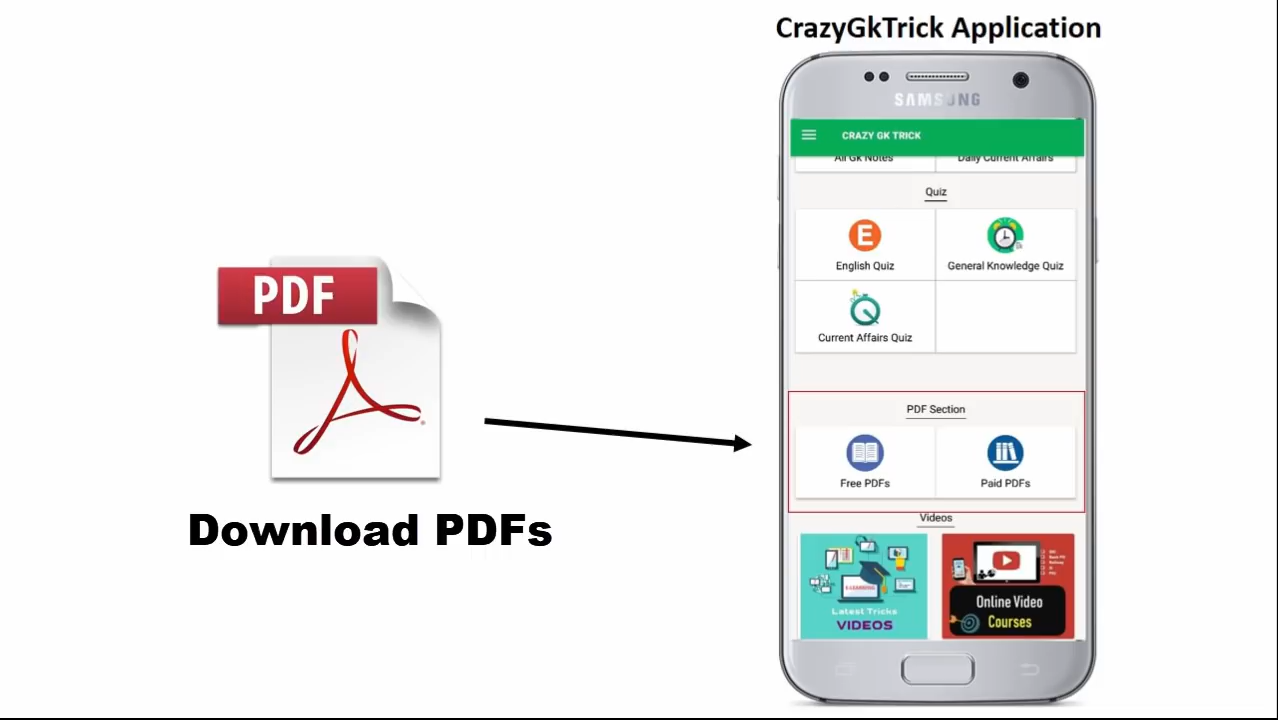 CrazyGkTrick Application
SAMSUNG
CRAZY GK TRICK
All Gk Notes
Daily Current Affairs
Quiz
E
English Quiz
General Knowledge Quiz
Current Affairs Quiz
PDF
Download PDFs
PDF Section
Free PDFs
Paid PDFs
Videos
E-LEARNING
Latest Tricks
VIDEOS
Online Video
Courses